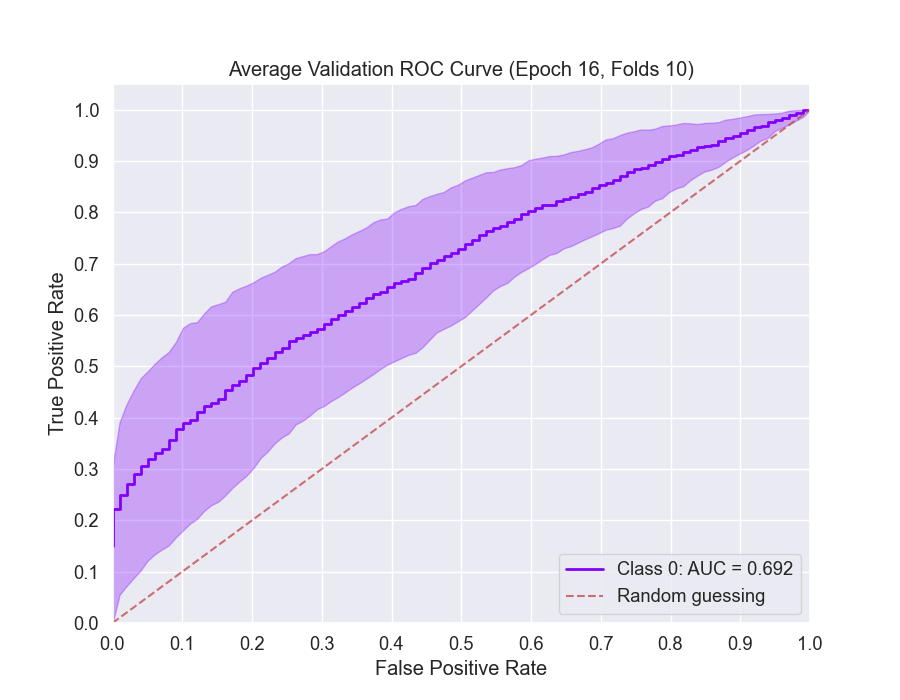 Average Validation ROC Curve (Epoch 16, Folds 10)
True Positive Rate
1.0
0.9
0.8
0.7
0.6
0.5
0.4
0.3
0.2
0.1
0.0
Class 0: AUC = 0.692
Random guessing
0.0 0.1 0.2 0.3 0.4 0.5 0.6 0.7 0.8 0.9 1.0
False Positive Rate